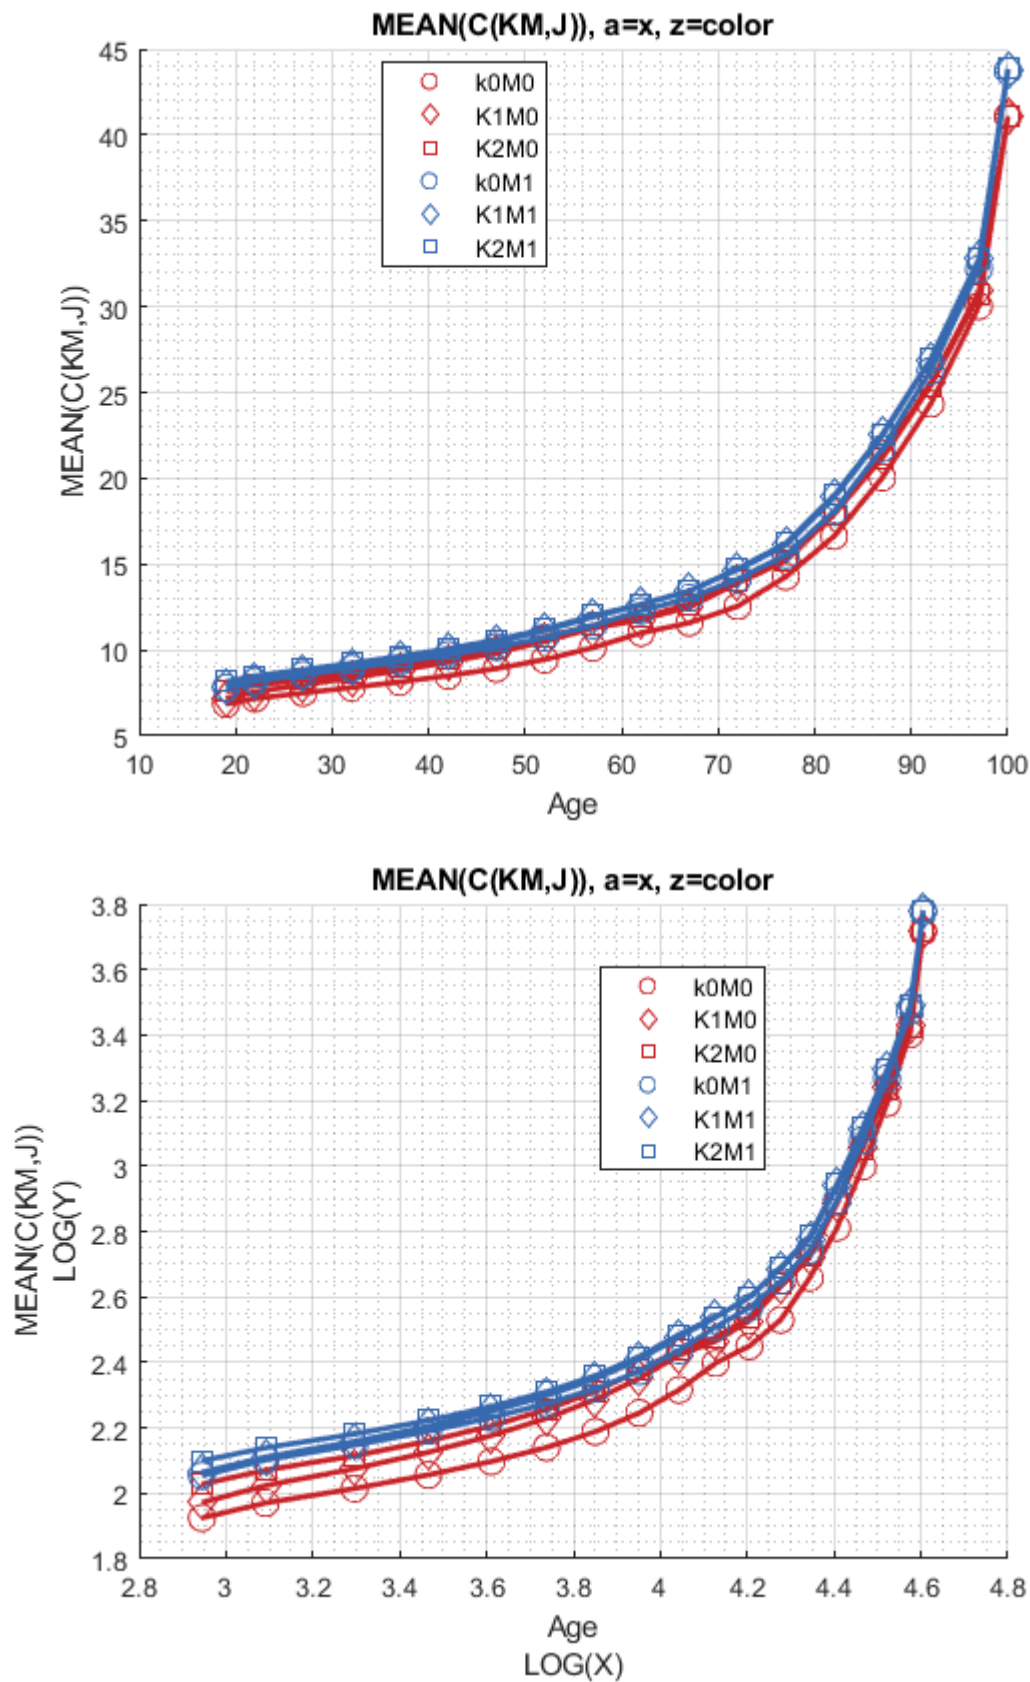 MEAN(C(KM,J)), a=x, z=color
45
40
35
30
25
20
15
10
5
MEAN(C(KM,J))
k0M0
K1M0
K2M0
k0M1
K1M1
K2M1
10 20 30 40 50 60 70 80 90 100
Age
MEAN(C(KM,J)), a=x, z=color
3.8
3.6
3.4
3.2
3
2.8
2.6
2.4
2.2
2
1.8
MEAN(C(KM,J))
LOG(Y)
k0M0
K1M0
K2M0
k0M1
K1M1
K2M1
2.8 3 3.2 3.4 3.6 3.8 4 4.2 4.4 4.6 4.8
Age
LOG(X)